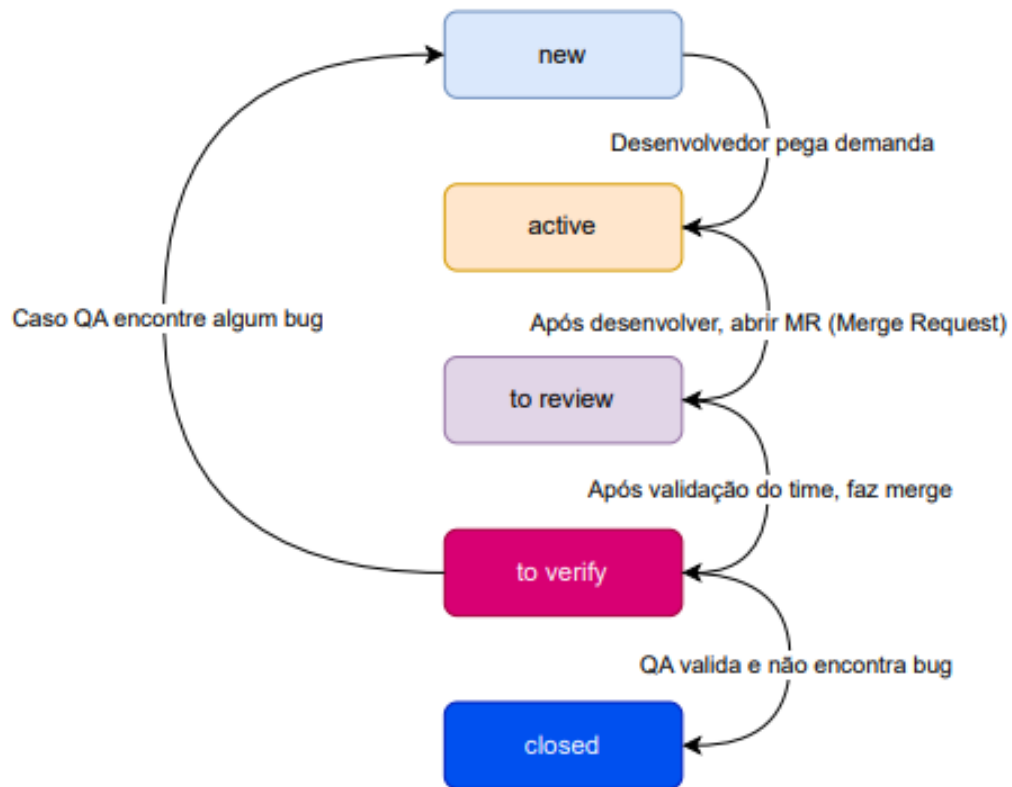 new
Desenvolvedor pega demanda
active
Caso QA encontre algum bug
Após desenvolver, abrir MR (Merge Request)
to review
Após validação do time, faz merge
to verify
QA valida e não encontra bug
closed